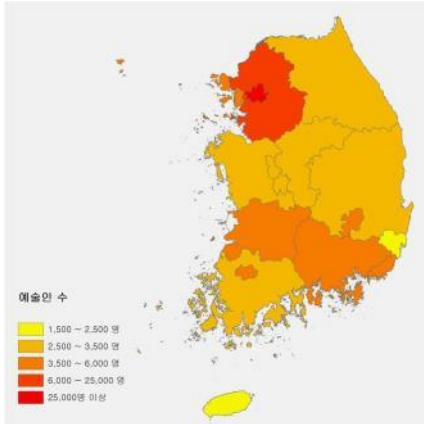 예술인 수
1,500 ~ 2,500 명
2,500 ~ 3,500 명
3,500 ~ 6,000 명
6,000 ~ 25,000 명
25,000명 이상